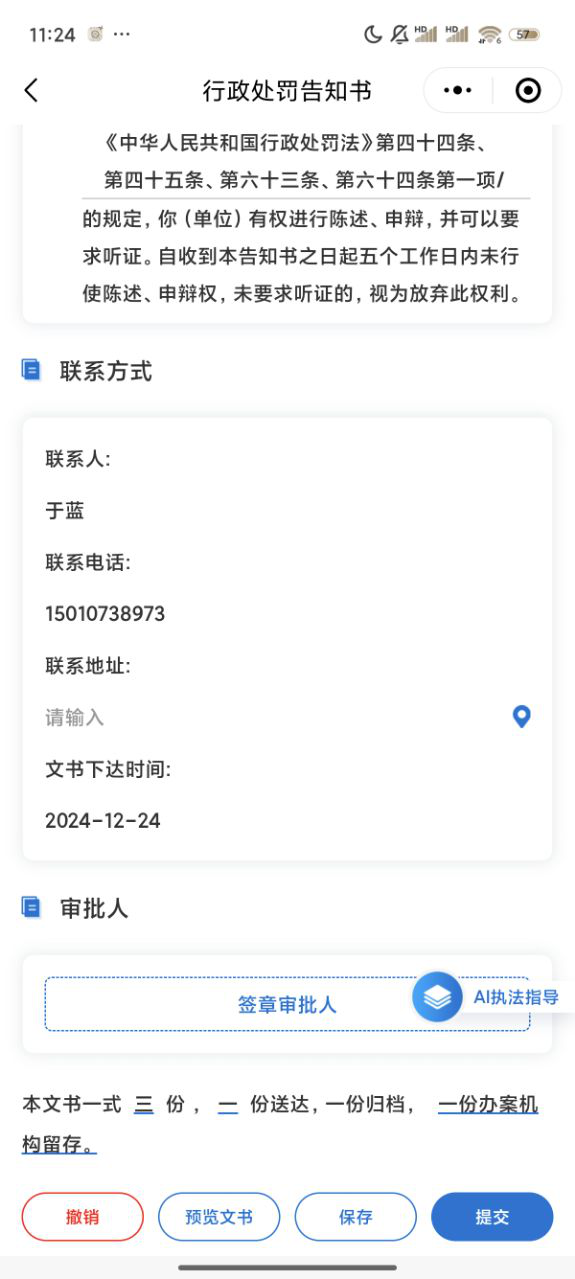 11:24 ··· HD HD 6 57
行政处罚告知书
《中华人民共和国行政处罚法》第四十四条、
第四十五条、第六十三条、第六十四条第一项/
的规定，你（单位）有权进行陈述、申辩，并可以要
求听证。自收到本告知书之日起五个工作日内未行
使陈述、申辩权，未要求听证的，视为放弃此权利。
联系方式
联系人:
于蓝
联系电话:
15010738973
联系地址:
请输入
文书下达时间:
2024-12-24
审批人
签章审批人
AI执法指导
本文书一式 三 份， 一 份送达, 一份归档， 一份办案机
构留存。
撤销 预览文书 保存 提交